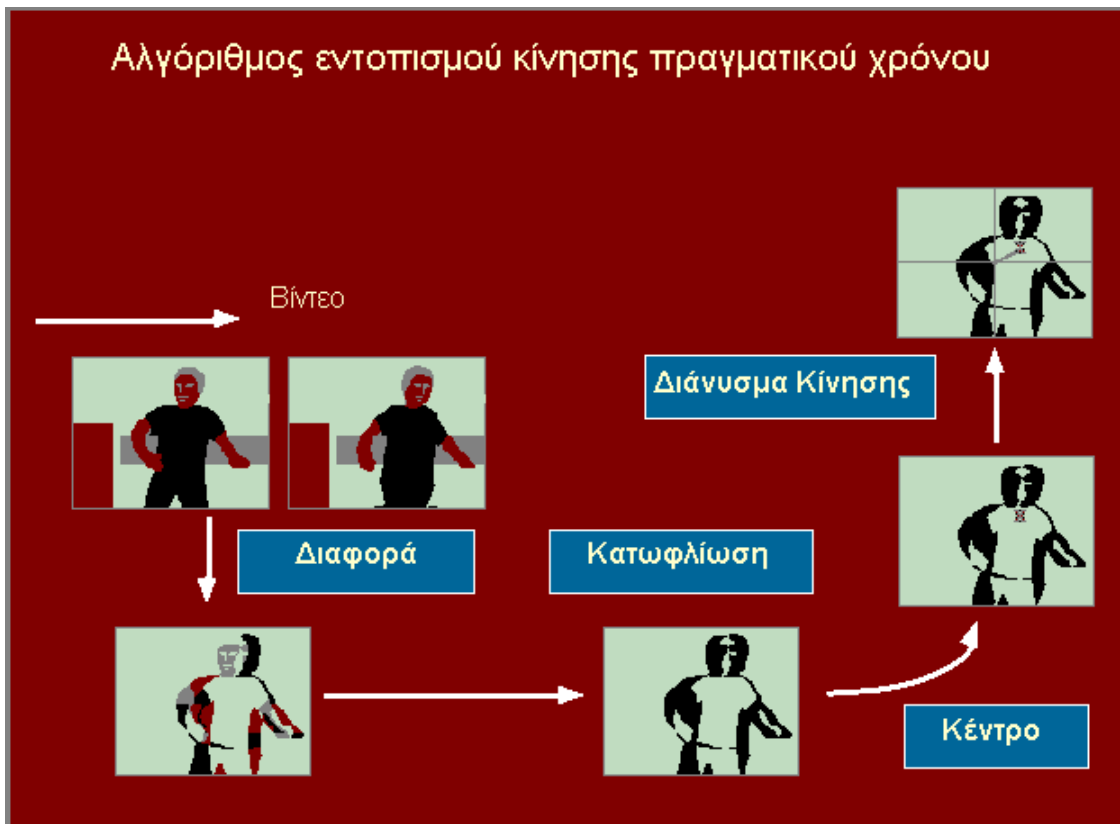 Αλγόριθμος εντοπισμού κίνησης πραγματικού χρόνου
Βίντεο
Διάνυσμα Κίνησης
Διαφορά
Κατωφλίωση
Κέντρο